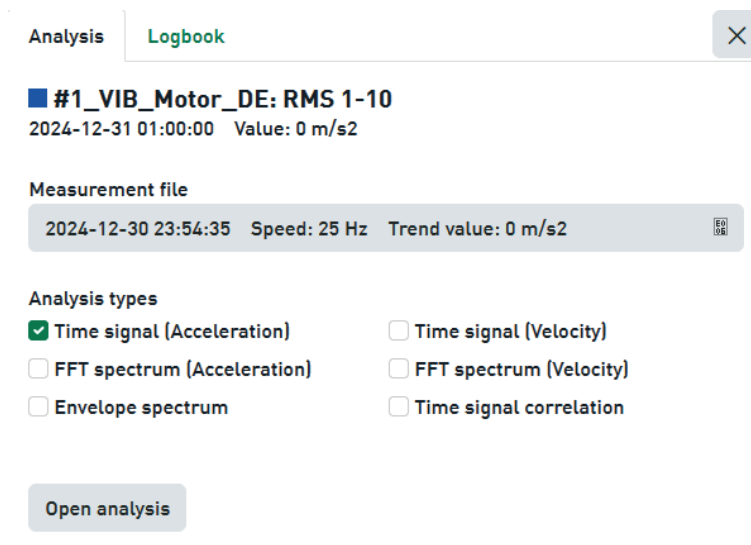 Analysis Logbook
#1_VIB_Motor_DE: RMS 1-10
2024-12-31 01:00:00 Value: 0 m/s2
Measurement file
2024-12-30 23:54:35 Speed: 25 Hz Trend value: 0 m/s2
Analysis types
Time signal (Acceleration) Time signal (Velocity)
FFT spectrum (Acceleration) FFT spectrum (Velocity)
Envelope spectrum Time signal correlation
Open analysis